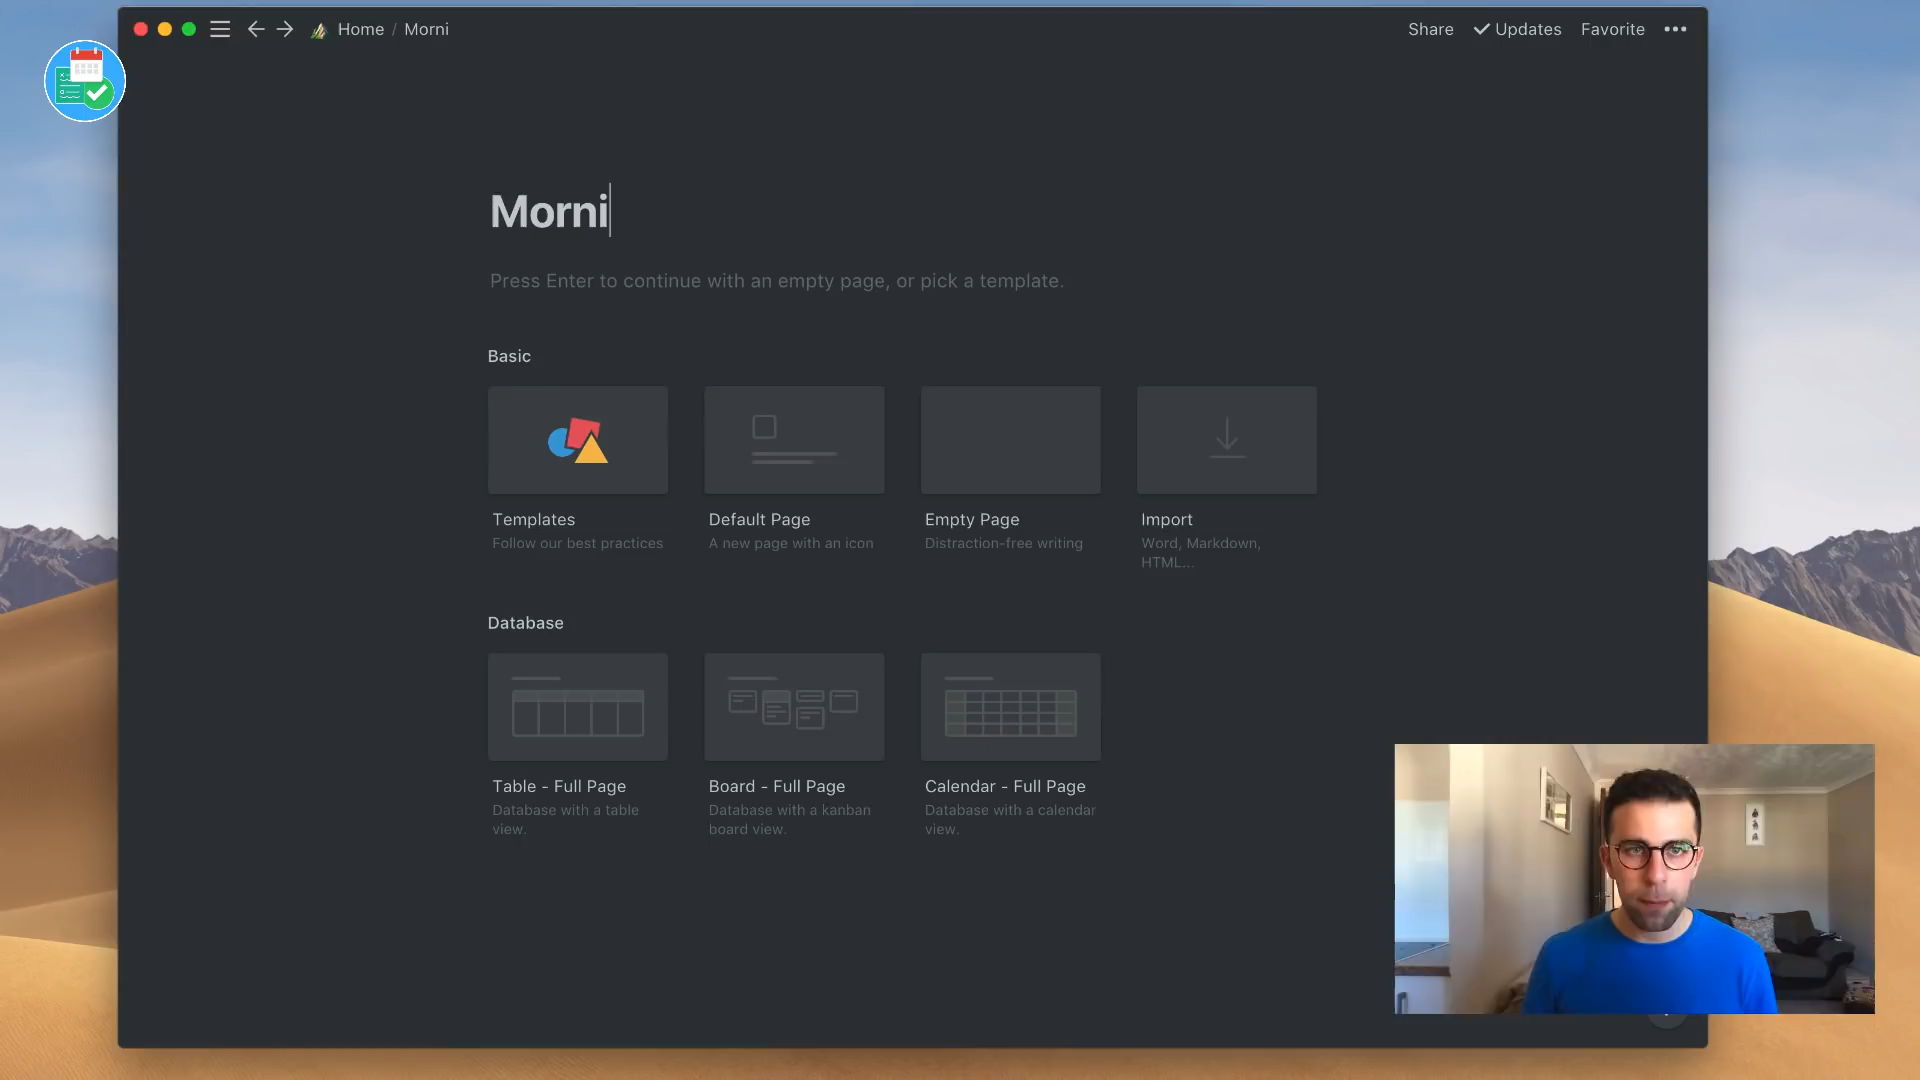 Home / Morni
Share Updates Favorite
Morni
Press Enter to continue with an empty page, or pick a template.
Basic
Templates
Follow our best practices
Default Page
A new page with an icon
Empty Page
Distraction-free writing
Import
Word, Markdown,
HTML...
Database
Table - Full Page
Database with a table
view.
Board - Full Page
Database with a kanban
board view.
Calendar - Full Page
Database with a calendar
view.